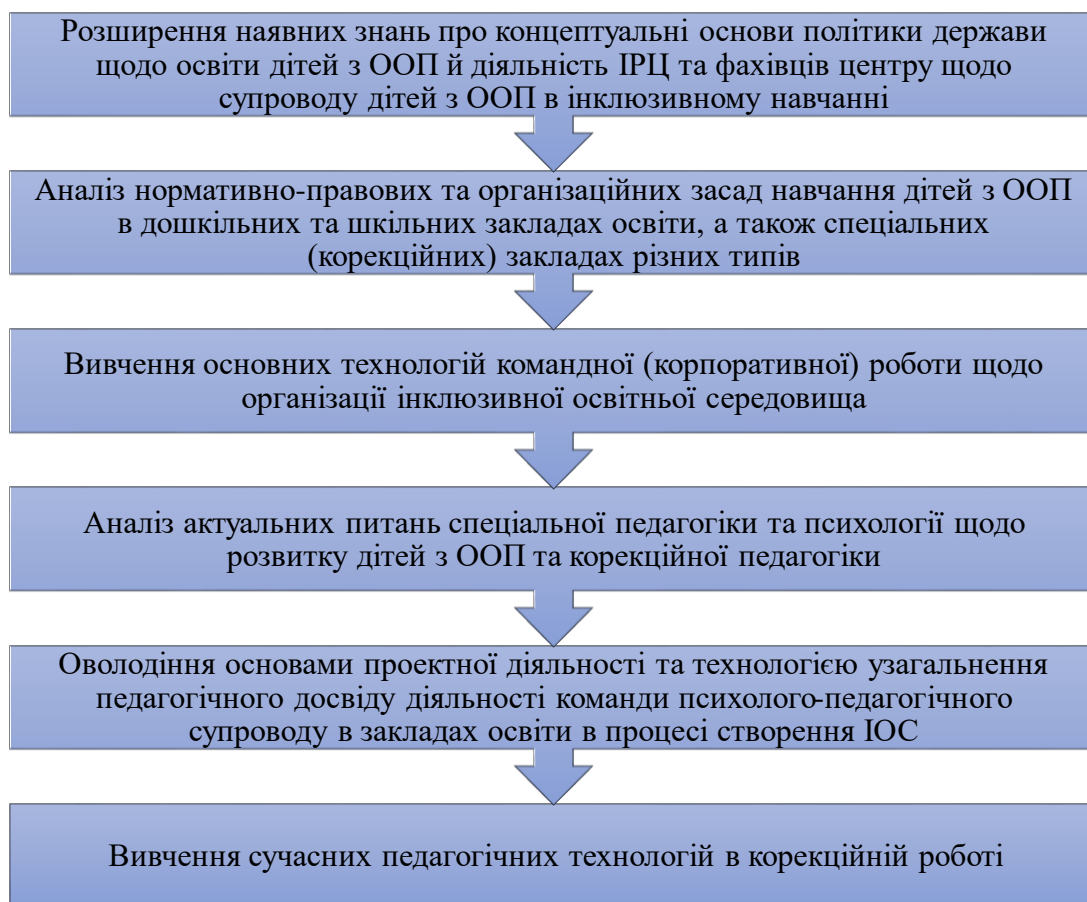 Розширення наявних знань про концептуальні основи політики держави
щодо освіти дітей з ООП й діяльність ІРЦ та фахівців центру щодо
супроводу дітей з ООП в інклюзивному навчанні
Аналіз нормативно-правових та організаційних засад навчання дітей з ООП
в дошкільних та шкільних закладах освіти, а також спеціальних
(корекційних) закладах різних типів
Вивчення основних технологій командної (корпоративної) роботи щодо
організації інклюзивної освітньої середовища
Аналіз актуальних питань спеціальної педагогіки та психології щодо
розвитку дітей з ООП та корекційної педагогіки
Оволодіння основами проектної діяльності та технологією узагальнення
педагогічного досвіду діяльності команди психолого-педагогічного
супроводу в закладах освіти в процесі створення ІОС
Вивчення сучасних педагогічних технологій в корекційній роботі